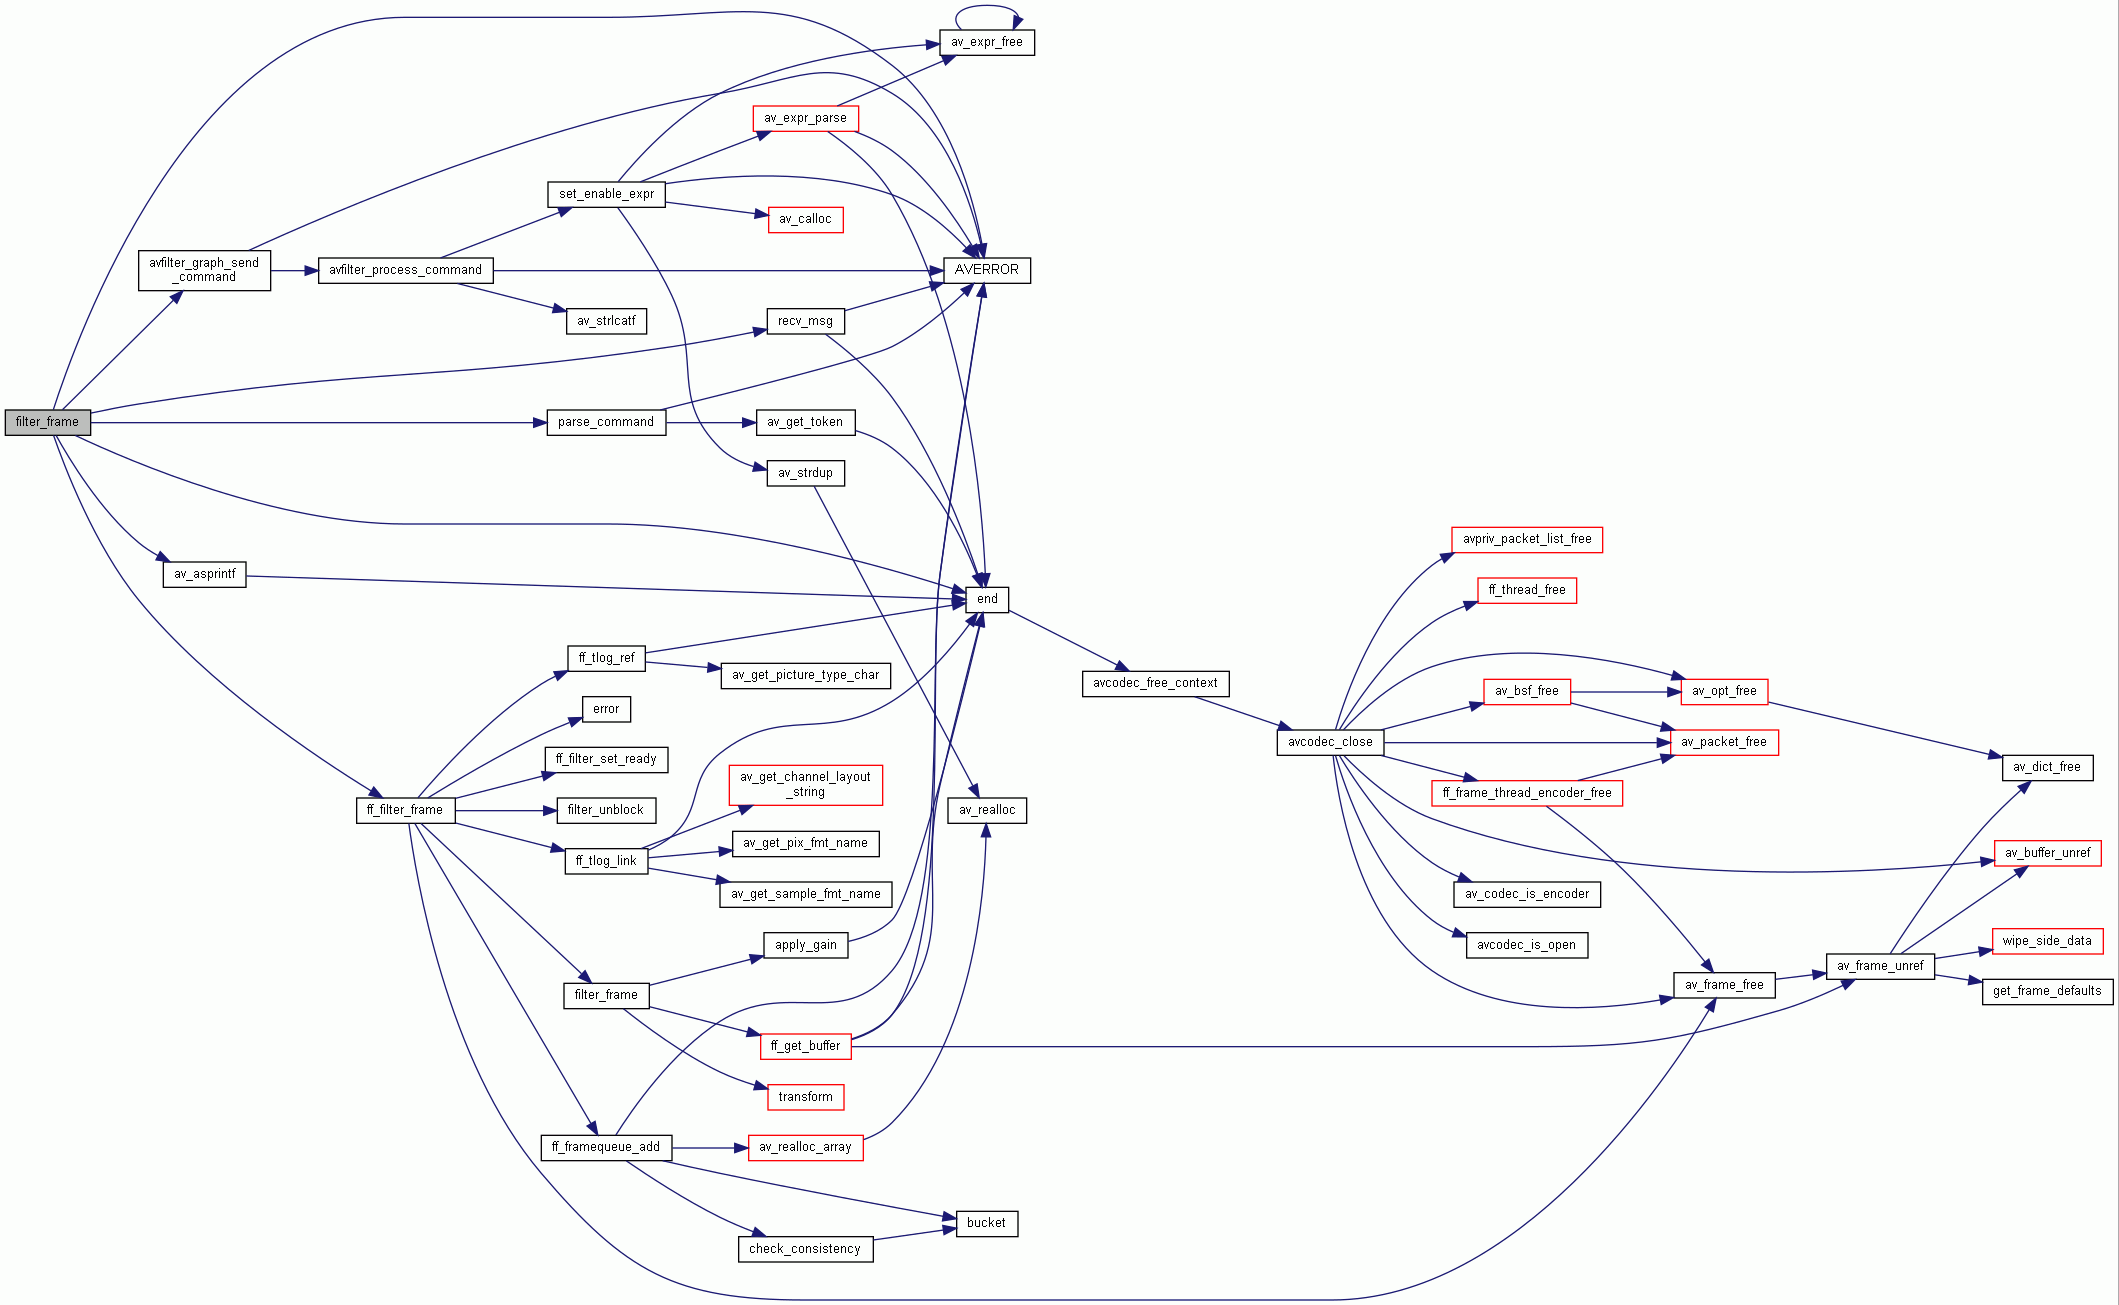 av_expr_free
av_expr_parse
set_enable_expr
av_calloc
avfilter_graph_send
_command
avfilter_process_command
AVERROR
av_strlcatf
recv_msg
filter_frame
parse_command
av_get_token
av_strdup
avpriv_packet_list_free
av_asprintf
ff_thread_free
end
ff_tlog_ref
av_get_picture_type_char
avcodec_free_context
av_bsf_free
av_opt_free
error
avcodec_close
av_packet_free
ff_filter_set_ready
av_dict_free
av_get_channel_layout
_string
ff_frame_thread_encoder_free
ff_filter_frame
filter_unblock
av_realloc
av_get_pix_fmt_name
ff_tlog_link
av_buffer_unref
av_get_sample_fmt_name
av_codec_is_encoder
apply_gain
avcodec_is_open
wipe_side_data
av_frame_unref
av_frame_free
get_frame_defaults
filter_frame
ff_get_buffer
transform
ff_framequeue_add
av_realloc_array
bucket
check_consistency